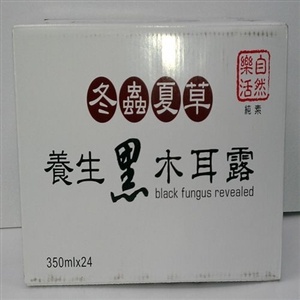 冬蟲夏草
自然
樂活
純素
養生黑木耳露
black fungus revealed
350mlx24